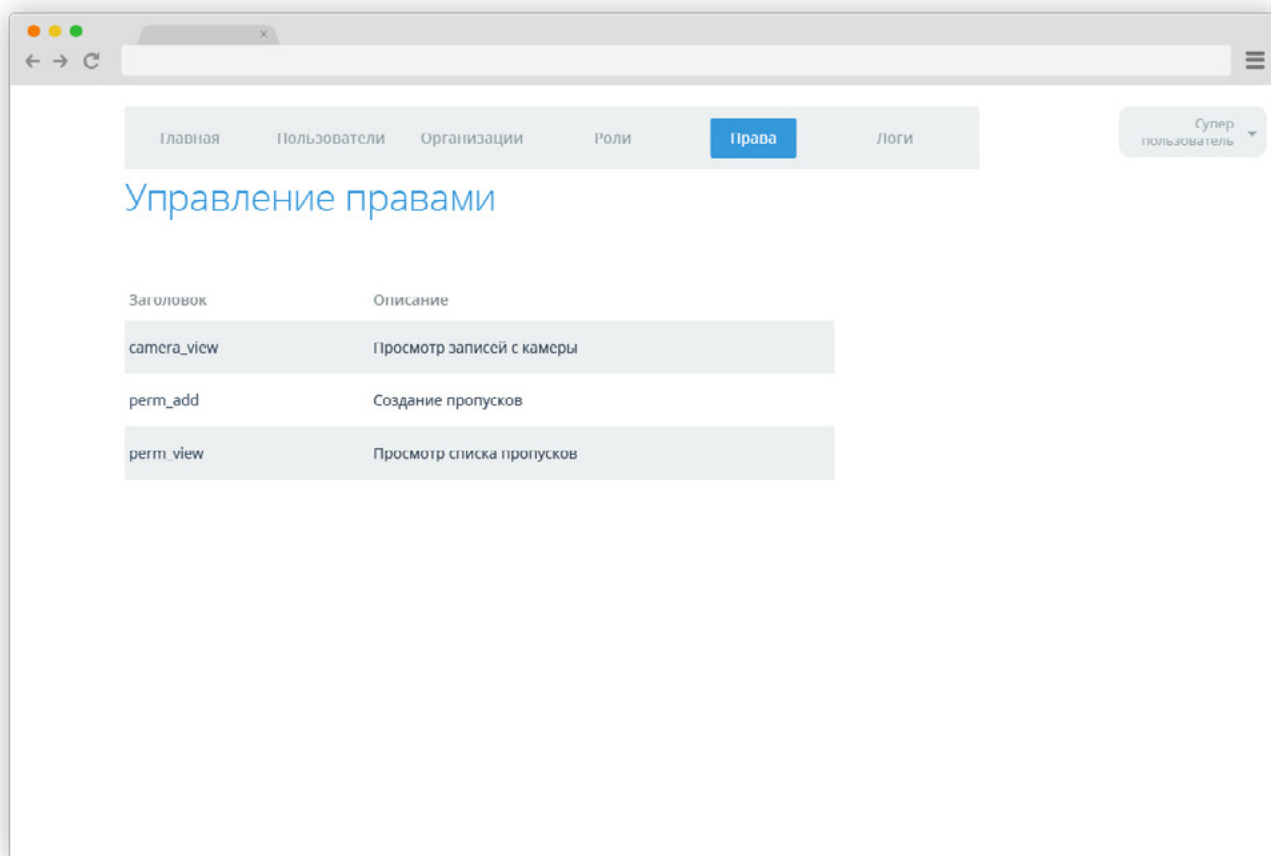 Главная Пользователи Организации Роли Права Логи
Супер
пользователь
Управление правами
Заголовок Описание
camera_view Просмотр записей с камеры
perm_add Создание пропусков
perm_view Просмотр списка пропусков